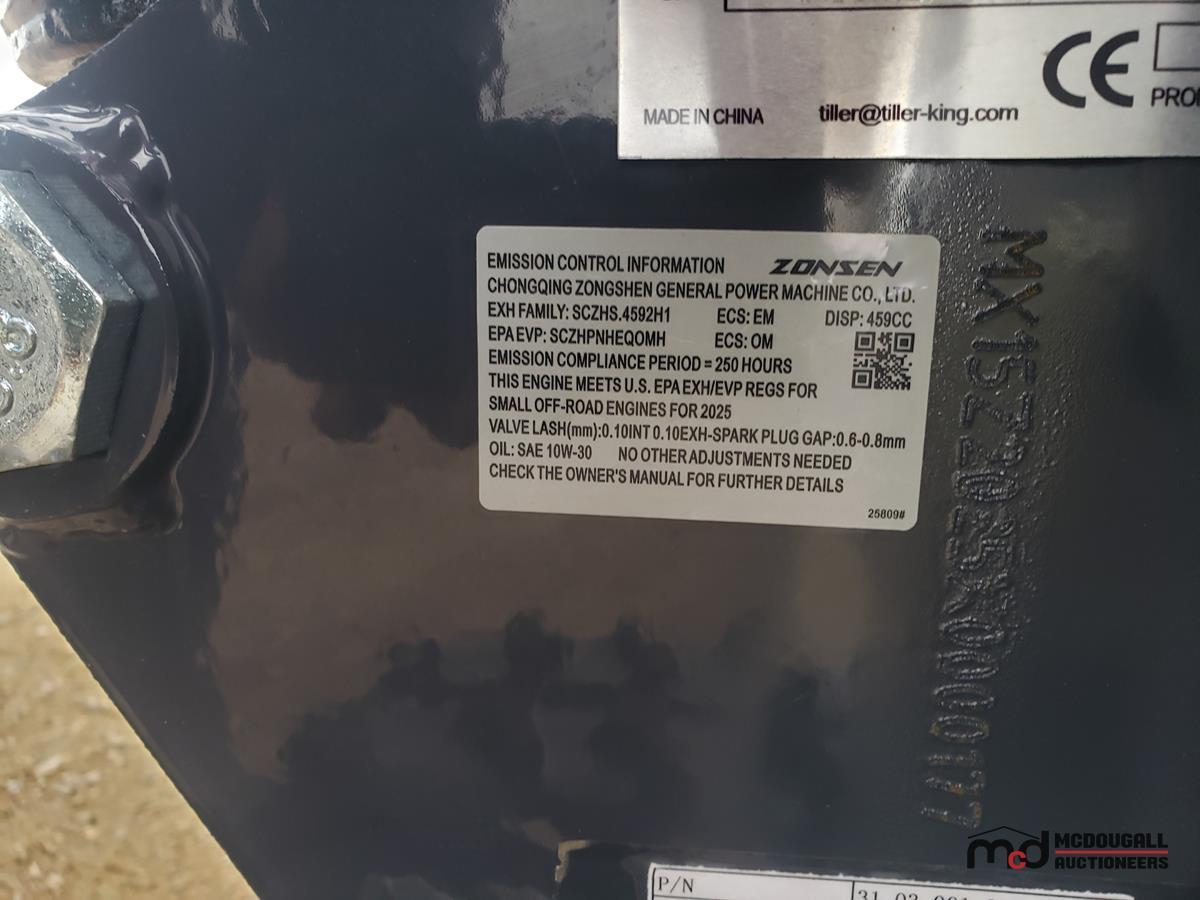 CE
MADE IN CHINA tiller@tiller-king.com
EMISSION CONTROL INFORMATION ZONSEN
CHONGQING ZONGSHEN GENERAL POWER MACHINE CO., LTD.
EXH FAMILY: SCZHS.4592H1 ECS: EM DISP: 459CC
EPA EVP: SCZHPNHEQOMH ECS: OM
EMISSION COMPLIANCE PERIOD = 250 HOURS
THIS ENGINE MEETS U.S. EPA EXH/EVP REGS FOR
SMALL OFF-ROAD ENGINES FOR 2025
VALVE LASH(mm):0.10INT 0.10EXH-SPARK PLUG GAP:0.6-0.8mm
OIL: SAE 10W-30 NO OTHER ADJUSTMENTS NEEDED
CHECK THE OWNER'S MANUAL FOR FURTHER DETAILS
25809#
P/N
mcd MCDOUGALL
AUCTIONEERS